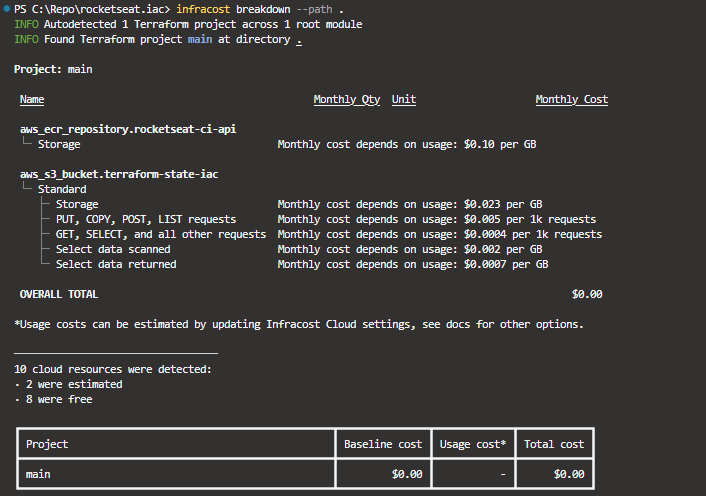 PS C:\Repo\rocketseat.iac> infracost breakdown --path .
INFO Autodetected 1 Terraform project across 1 root module
INFO Found Terraform project main at directory .
Project: main
Name Monthly Qty Unit Monthly Cost
aws_ecr_repository.rocketseat-ci-api
└─ Storage Monthly cost depends on usage: $0.10 per GB
aws_s3_bucket.terraform-state-iac
└─ Standard
├─ Storage Monthly cost depends on usage: $0.023 per GB
├─ PUT, COPY, POST, LIST requests Monthly cost depends on usage: $0.005 per 1k requests
├─ GET, SELECT, and all other requests Monthly cost depends on usage: $0.0004 per 1k requests
├─ Select data scanned Monthly cost depends on usage: $0.002 per GB
└─ Select data returned Monthly cost depends on usage: $0.0007 per GB
OVERALL TOTAL $0.00
*Usage costs can be estimated by updating Infracost Cloud settings, see docs for other options.
10 cloud resources were detected:
∙ 2 were estimated
∙ 8 were free
Project Baseline cost Usage cost* Total cost
main $0.00 - $0.00